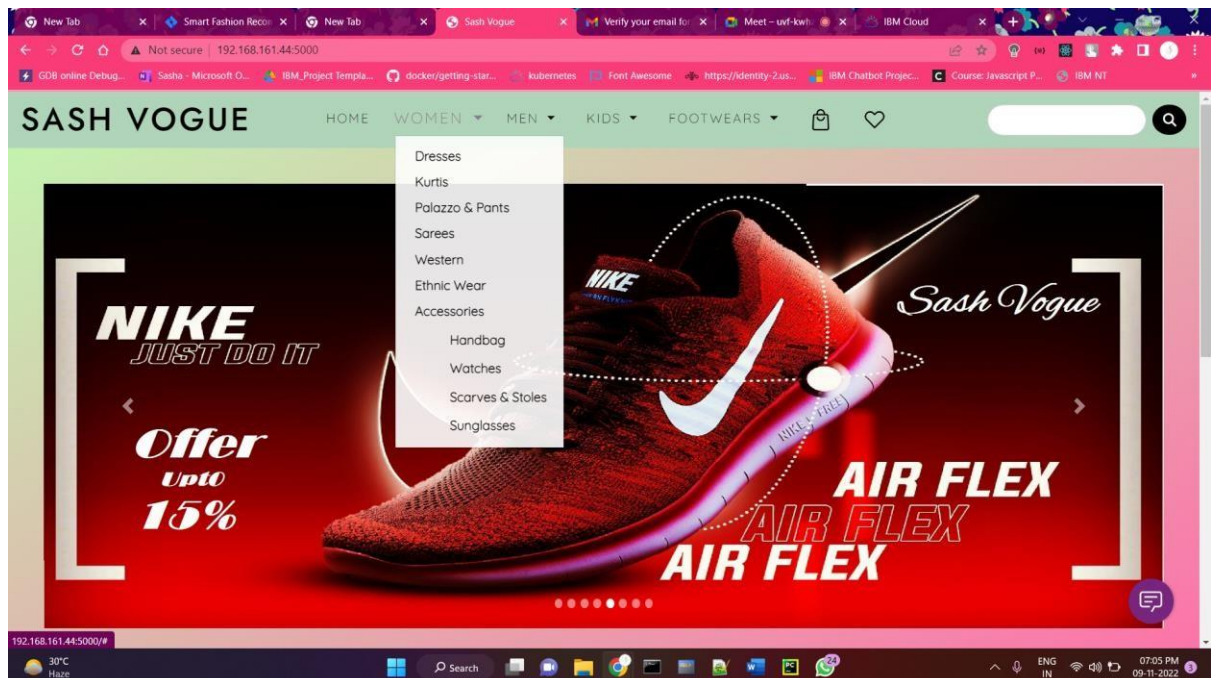 New Tab
Smart Fashion Recon
New Tab
Sash Vogue
Verify your email for
Meet – uvf-kwh
IBM Cloud
Not secure | 192.168.161.44:5000
GDB online Debug...
Sasha - Microsoft O...
IBM_Project Templa...
docker/getting-star...
kubernetes
Font Awesome
https://identity-2.us...
IBM Chatbot Projec...
Course: Javascript P...
IBM NT
SASH VOGUE
HOME
WOMEN
MEN
KIDS
FOOTWEARS
Dresses
Kurtis
Palazzo & Pants
Sarees
Western
Ethnic Wear
Accessories
Handbag
Watches
Scarves & Stoles
Sunglasses
NIKE
JUST DO IT
Offer
Upto
15%
NIKE
NIKE FREE
Sash Vogue
AIR FLEX
AIR FLEX
AIR FLEX
192.168.161.44:5000/#
30°C
Haze
Search
24
ENG
IN
07:05 PM
09-11-2022
3